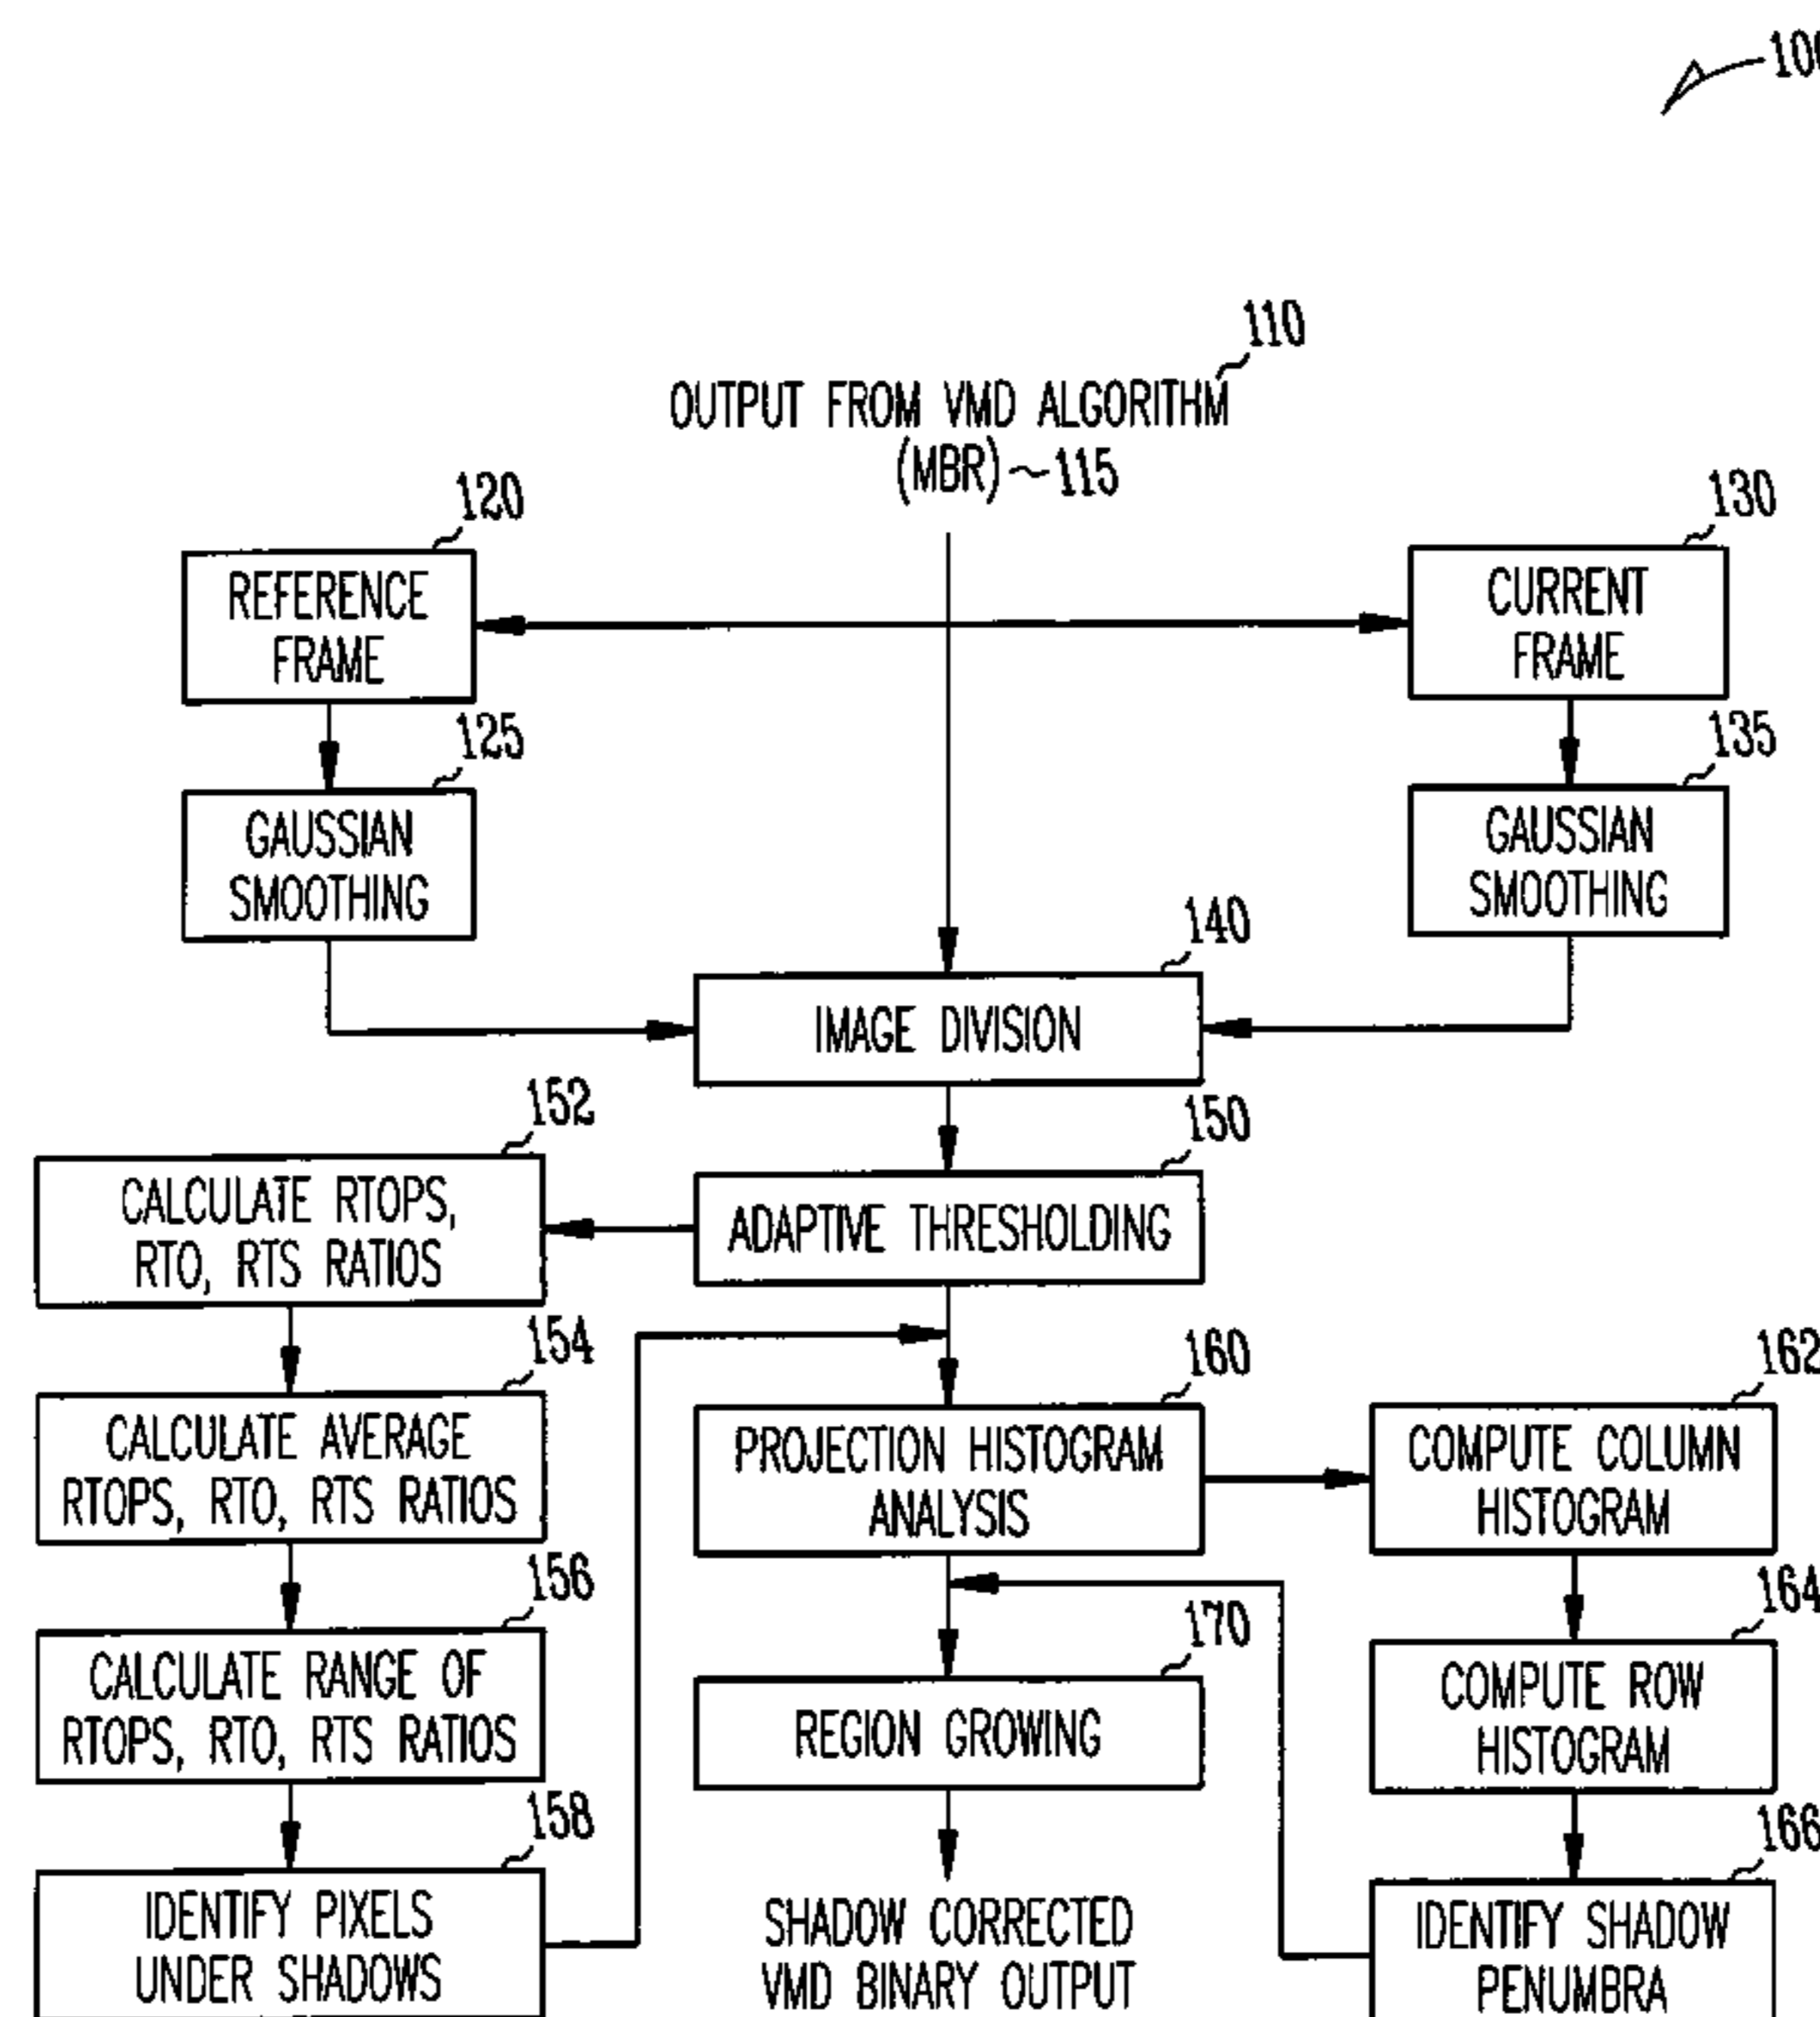 100
110
OUTPUT FROM VMD ALGORITHM
(MBR) ~115
120
130
REFERENCE
FRAME
CURRENT
FRAME
125
135
GAUSSIAN
SMOOTHING
GAUSSIAN
SMOOTHING
140
IMAGE DIVISION
152
150
CALCULATE RTOPS,
RTO, RTS RATIOS
ADAPTIVE THRESHOLDING
154
160
162
CALCULATE AVERAGE
RTOPS, RTO, RTS RATIOS
PROJECTION HISTOGRAM
ANALYSIS
COMPUTE COLUMN
HISTOGRAM
156
170
164
CALCULATE RANGE OF
RTOPS, RTO, RTS RATIOS
REGION GROWING
COMPUTE ROW
HISTOGRAM
158
166
IDENTIFY PIXELS
UNDER SHADOWS
SHADOW CORRECTED
VMD BINARY OUTPUT
IDENTIFY SHADOW
PENUMBRA